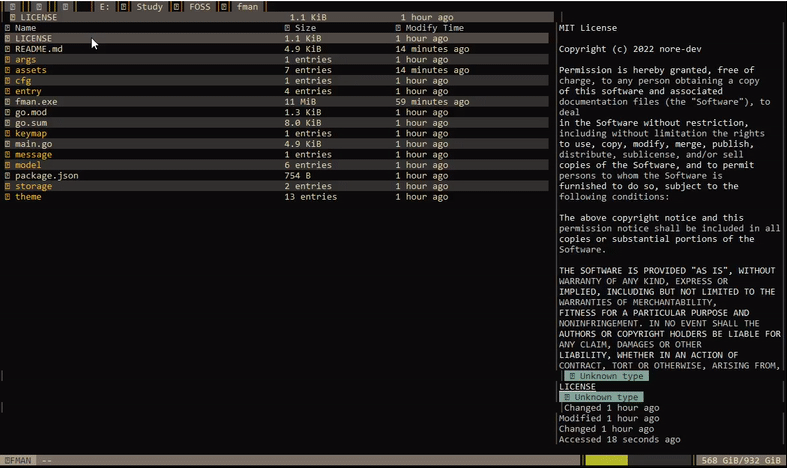 E: Study FOSS fman
LICENSE 1.1 KiB 1 hour ago
Name Size Modify Time
LICENSE 1.1 KiB 1 hour ago
README.md 4.9 KiB 14 minutes ago
args 1 entries 1 hour ago
assets 7 entries 14 minutes ago
cfg 1 entries 1 hour ago
entry 4 entries 1 hour ago
fman.exe 11 MiB 59 minutes ago
go.mod 1.3 KiB 1 hour ago
go.sum 8.0 KiB 1 hour ago
keymap 1 entries 1 hour ago
main.go 4.9 KiB 1 hour ago
message 1 entries 1 hour ago
model 6 entries 1 hour ago
package.json 754 B 1 hour ago
storage 2 entries 1 hour ago
theme 13 entries 1 hour ago
MIT License
Copyright (c) 2022 nore-dev
Permission is hereby granted, free of
charge, to any person obtaining a copy
of this software and associated
documentation files (the "Software"), to
deal
in the Software without restriction,
including without limitation the rights
to use, copy, modify, merge, publish,
distribute, sublicense, and/or sell
copies of the Software, and to permit
persons to whom the Software is
furnished to do so, subject to the
following conditions:
The above copyright notice and this
permission notice shall be included in all
copies or substantial portions of the
Software.
THE SOFTWARE IS PROVIDED "AS IS", WITHOUT
WARRANTY OF ANY KIND, EXPRESS OR
IMPLIED, INCLUDING BUT NOT LIMITED TO THE
WARRANTIES OF MERCHANTABILITY,
FITNESS FOR A PARTICULAR PURPOSE AND
NONINFRINGEMENT. IN NO EVENT SHALL THE
AUTHORS OR COPYRIGHT HOLDERS BE LIABLE FOR
ANY CLAIM, DAMAGES OR OTHER
LIABILITY, WHETHER IN AN ACTION OF
CONTRACT, TORT OR OTHERWISE, ARISING FROM,
Unknown type
LICENSE
Unknown type
Changed 1 hour ago
Modified 1 hour ago
Changed 1 hour ago
Accessed 18 seconds ago
FMAN -- 568 GiB/932 GiB